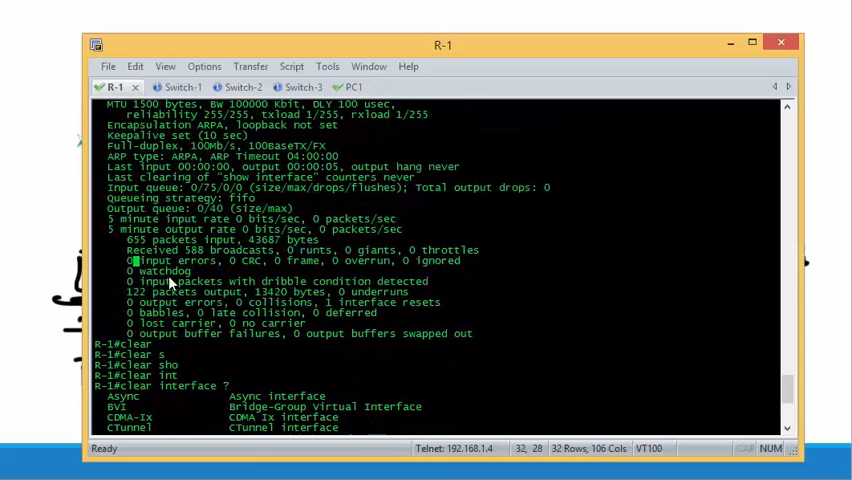 R-1
File Edit View Options Transfer Script Tools Window Help
R-1 Switch-1 Switch-2 Switch-3 PC1
MTU 1500 bytes, BW 100000 Kbit, DLY 100 usec,
reliability 255/255, txload 1/255, rxload 1/255
Encapsulation ARPA, loopback not set
Keepalive set (10 sec)
Full-duplex, 100Mb/s, 100BaseTX/FX
ARP type: ARPA, ARP Timeout 04:00:00
Last input 00:00:00, output 00:00:05, output hang never
Last clearing of "show interface" counters never
Input queue: 0/75/0/0 (size/max/drops/flushes); Total output drops: 0
Queueing strategy: fifo
Output queue: 0/40 (size/max)
5 minute input rate 0 bits/sec, 0 packets/sec
5 minute output rate 0 bits/sec, 0 packets/sec
655 packets input, 43687 bytes
Received 588 broadcasts, 0 runts, 0 giants, 0 throttles
0 input errors, 0 CRC, 0 frame, 0 overrun, 0 ignored
0 watchdog
0 input packets with dribble condition detected
122 packets output, 13420 bytes, 0 underruns
0 output errors, 0 collisions, 1 interface resets
0 babbles, 0 late collision, 0 deferred
0 lost carrier, 0 no carrier
0 output buffer failures, 0 output buffers swapped out
R-1#clear
R-1#clear s
R-1#clear sho
R-1#clear int
R-1#clear interface ?
Async Async interface
BVI Bridge-Group Virtual Interface
CDMA-Ix CDMA Ix interface
CTunnel CTunnel interface
Ready Telnet: 192.168.1.4 32, 28 32 Rows, 106 Cols VT100 CAP NUM